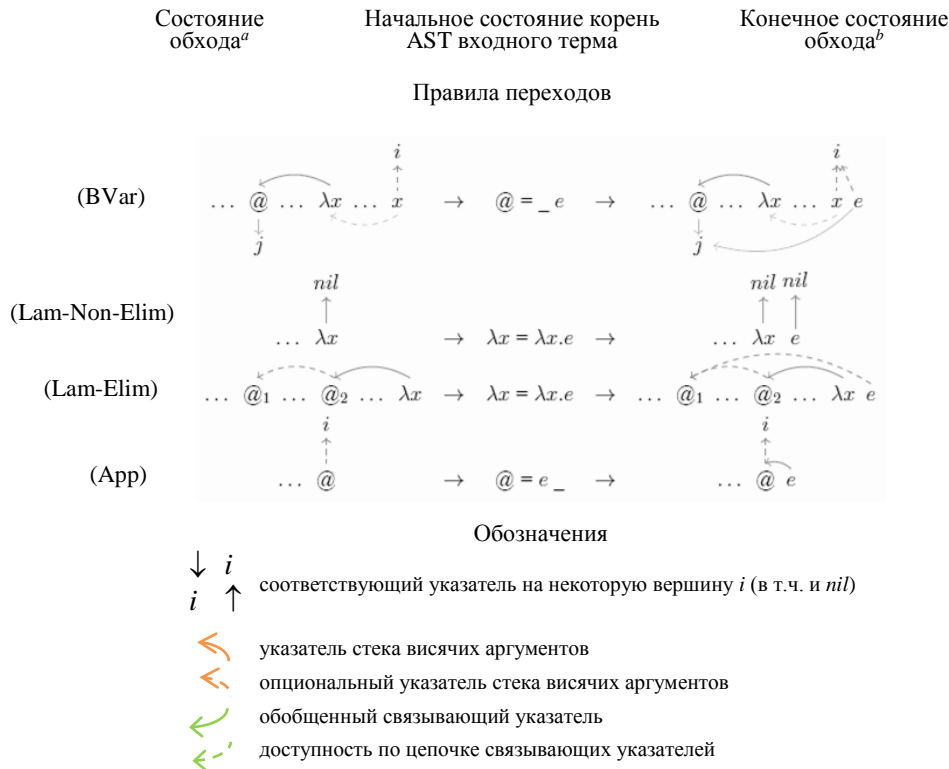 Состояние обхода^a Начальное состояние корень AST входного терма Конечное состояние обхода^b
Правила переходов
i i
(BVar) … @ … λx … x → @ = _ e → … @ … λx … x e
j j
nil nil nil
(Lam-Non-Elim) … λx → λx = λx.e → … λx e
(Lam-Elim) … @₁ … @₂ … λx → λx = λx.e → … @₁ … @₂ … λx e
i i
(App) … @ → @ = e _ → … @ e
Обозначения
↓ i
i ↑ соответствующий указатель на некоторую вершину i (в т.ч. и nil)
указатель стека висячих аргументов
опциональный указатель стека висячих аргументов
обобщенный связывающий указатель
доступность по цепочке связывающих указателей